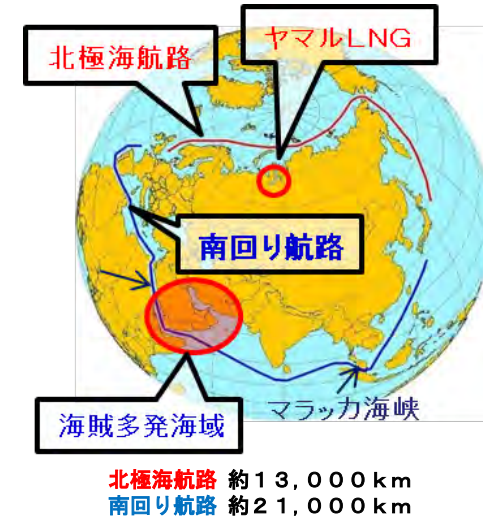 北極海航路
ヤマルLNG
南回り航路
マラッカ海峡
海賊多発海域
北極海航路 約13,000km
南回り航路 約21,000km